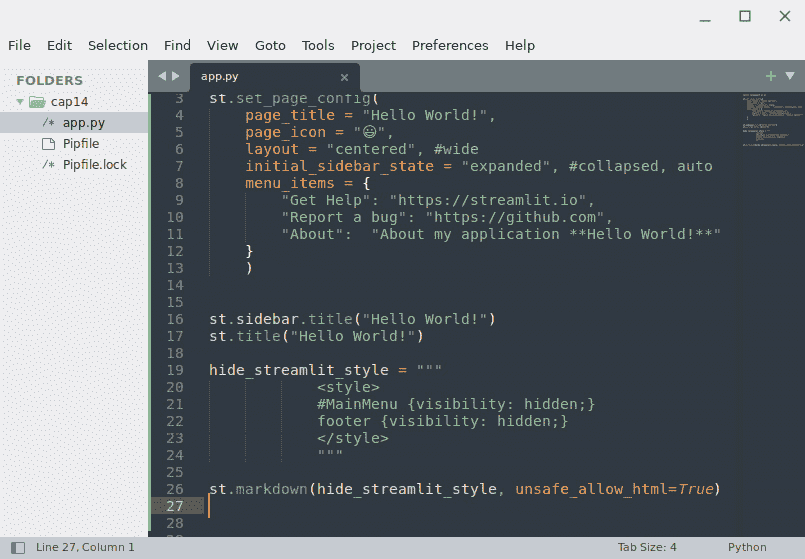 File Edit Selection Find View Goto Tools Project Preferences Help
FOLDERS
cap14
/* app.py
Pipfile
/* Pipfile.lock
app.py
3 st.set_page_config(
4 page_title = "Hello World!",
5 page_icon = "😃",
6 layout = "centered", #wide
7 initial_sidebar_state = "expanded", #collapsed, auto
8 menu_items = {
9 "Get Help": "https://streamlit.io",
10 "Report a bug": "https://github.com",
11 "About":  "About my application **Hello World!**"
12 }
13 )
14
15
16 st.sidebar.title("Hello World!")
17 st.title("Hello World!")
18
19 hide_streamlit_style = """
20 <style>
21 #MainMenu {visibility: hidden;}
22 footer {visibility: hidden;}
23 </style>
24 """
25
26 st.markdown(hide_streamlit_style, unsafe_allow_html=True)
27
28
Line 27, Column 1
Tab Size: 4
Python